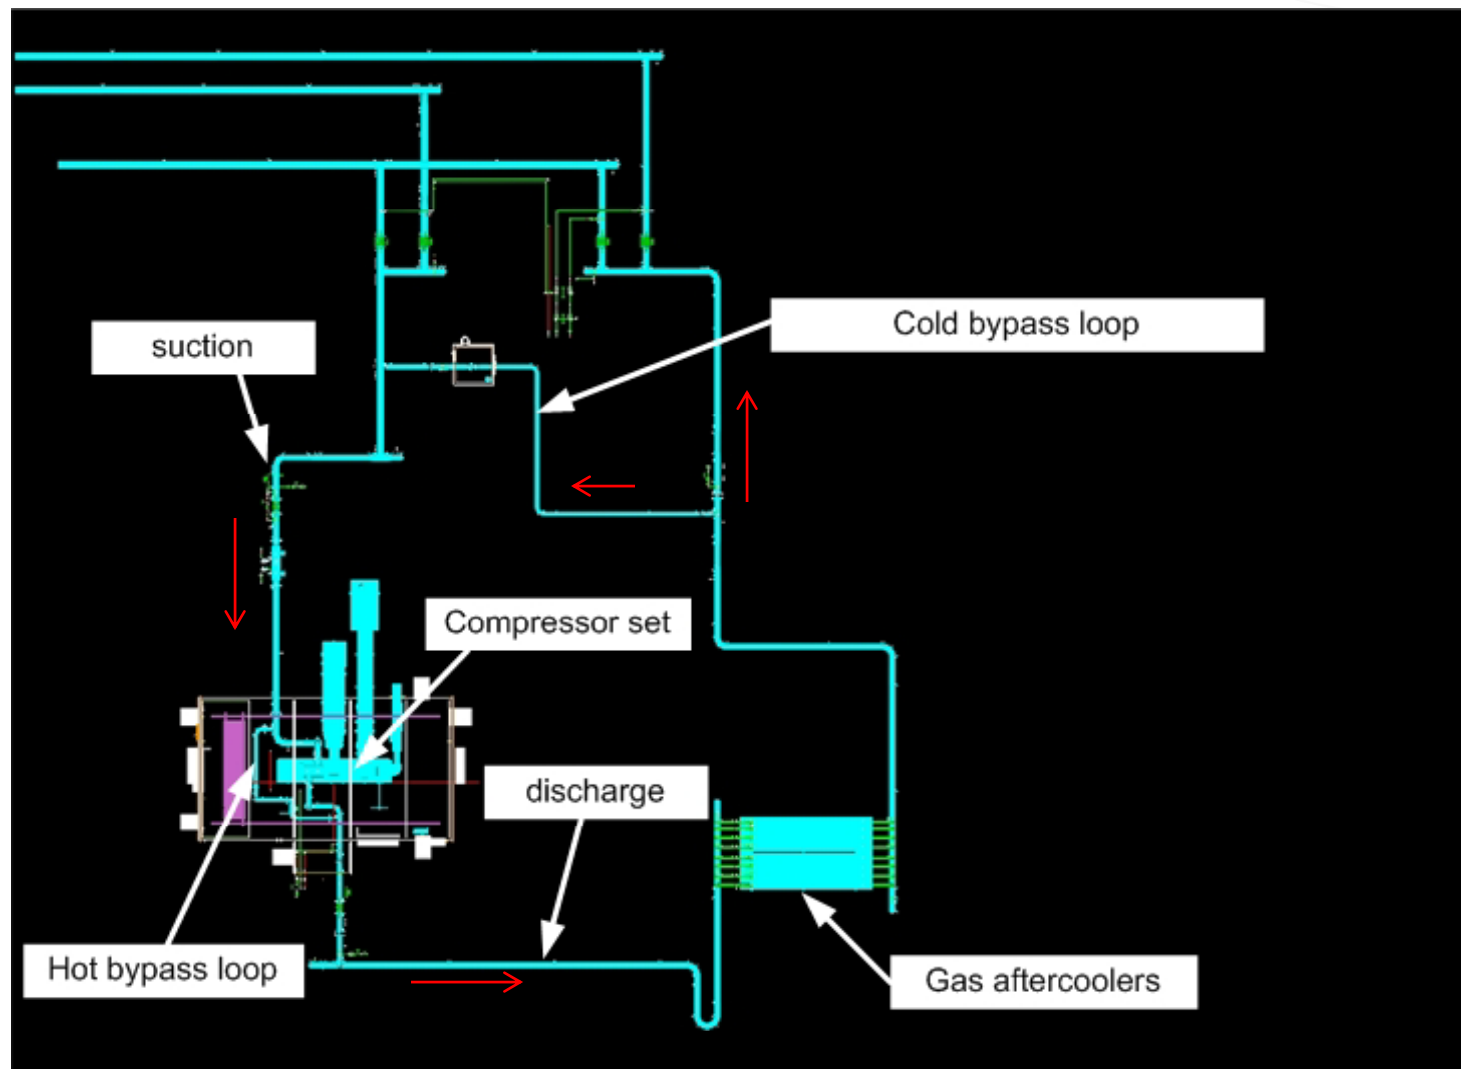 Cold bypass loop
suction
Compressor set
discharge
Hot bypass loop
Gas aftercoolers